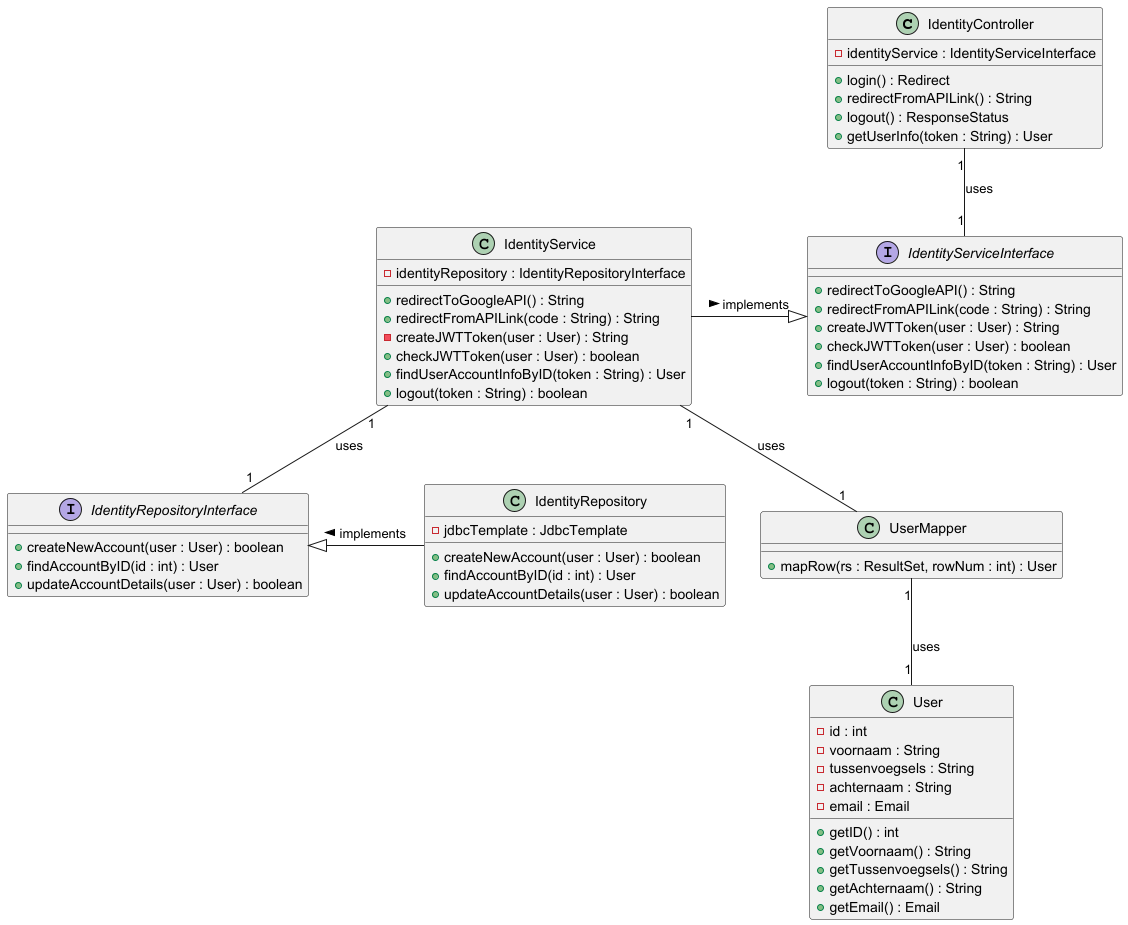 C IdentityController
identityService : IdentityServiceInterface
login() : Redirect
redirectFromAPILink() : String
logout() : ResponseStatus
getUserInfo(token : String) : User
1
uses
1
C IdentityService
identityRepository : IdentityRepositoryInterface
redirectToGoogleAPI() : String
redirectFromAPILink(code : String) : String
createJWTToken(user : User) : String
checkJWTToken(user : User) : boolean
findUserAccountInfoByID(token : String) : User
logout(token : String) : boolean
implements
I IdentityServiceInterface
redirectToGoogleAPI() : String
redirectFromAPILink(code : String) : String
createJWTToken(user : User) : String
checkJWTToken(user : User) : boolean
findUserAccountInfoByID(token : String) : User
logout(token : String) : boolean
1
uses
1
1
uses
1
I IdentityRepositoryInterface
createNewAccount(user : User) : boolean
findAccountByID(id : int) : User
updateAccountDetails(user : User) : boolean
implements
C IdentityRepository
jdbcTemplate : JdbcTemplate
createNewAccount(user : User) : boolean
findAccountByID(id : int) : User
updateAccountDetails(user : User) : boolean
C UserMapper
mapRow(rs : ResultSet, rowNum : int) : User
1
uses
1
C User
id : int
voornaam : String
tussenvoegsels : String
achternaam : String
email : Email
getID() : int
getVoornaam() : String
getTussenvoegsels() : String
getAchternaam() : String
getEmail() : Email